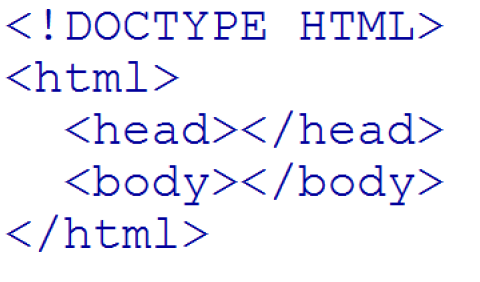 <!DOCTYPE HTML>
<html>
  <head></head>
  <body></body>
</html>